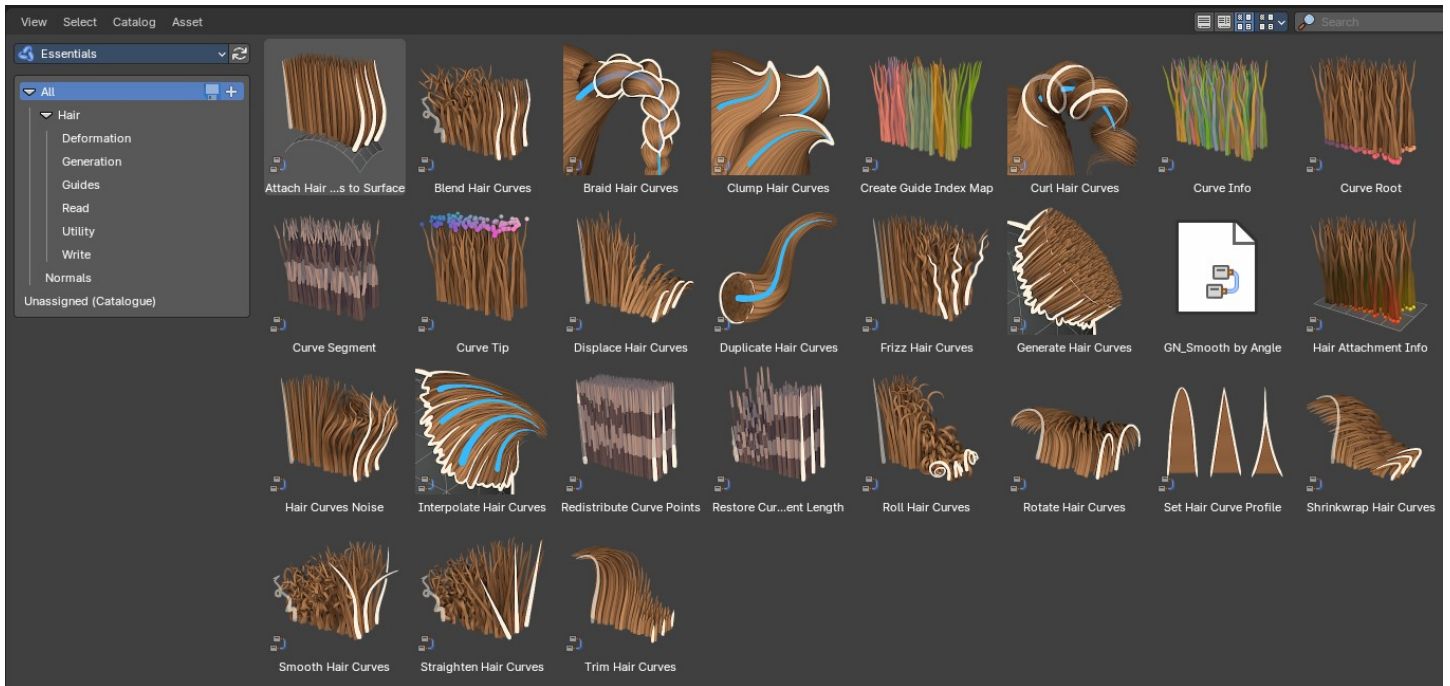 View Select Catalog Asset
Search
Essentials
All
Hair
Deformation
Generation
Guides
Read
Utility
Write
Normals
Unassigned (Catalogue)
Attach Hair ...s to Surface
Blend Hair Curves
Braid Hair Curves
Clump Hair Curves
Create Guide Index Map
Curl Hair Curves
Curve Info
Curve Root
Curve Segment
Curve Tip
Displace Hair Curves
Duplicate Hair Curves
Frizz Hair Curves
Generate Hair Curves
GN_Smooth by Angle
Hair Attachment Info
Hair Curves Noise
Interpolate Hair Curves
Redistribute Curve Points
Restore Cur...ent Length
Roll Hair Curves
Rotate Hair Curves
Set Hair Curve Profile
Shrinkwrap Hair Curves
Smooth Hair Curves
Straighten Hair Curves
Trim Hair Curves